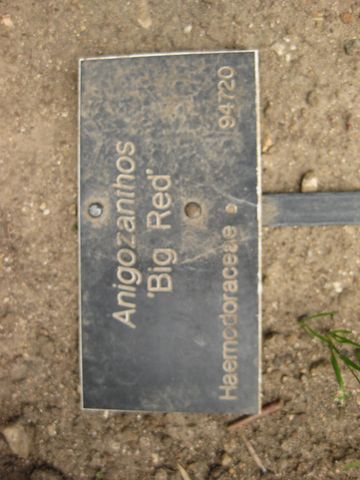 Anigozanthos
'Big Red'
Haemodoraceae 94720